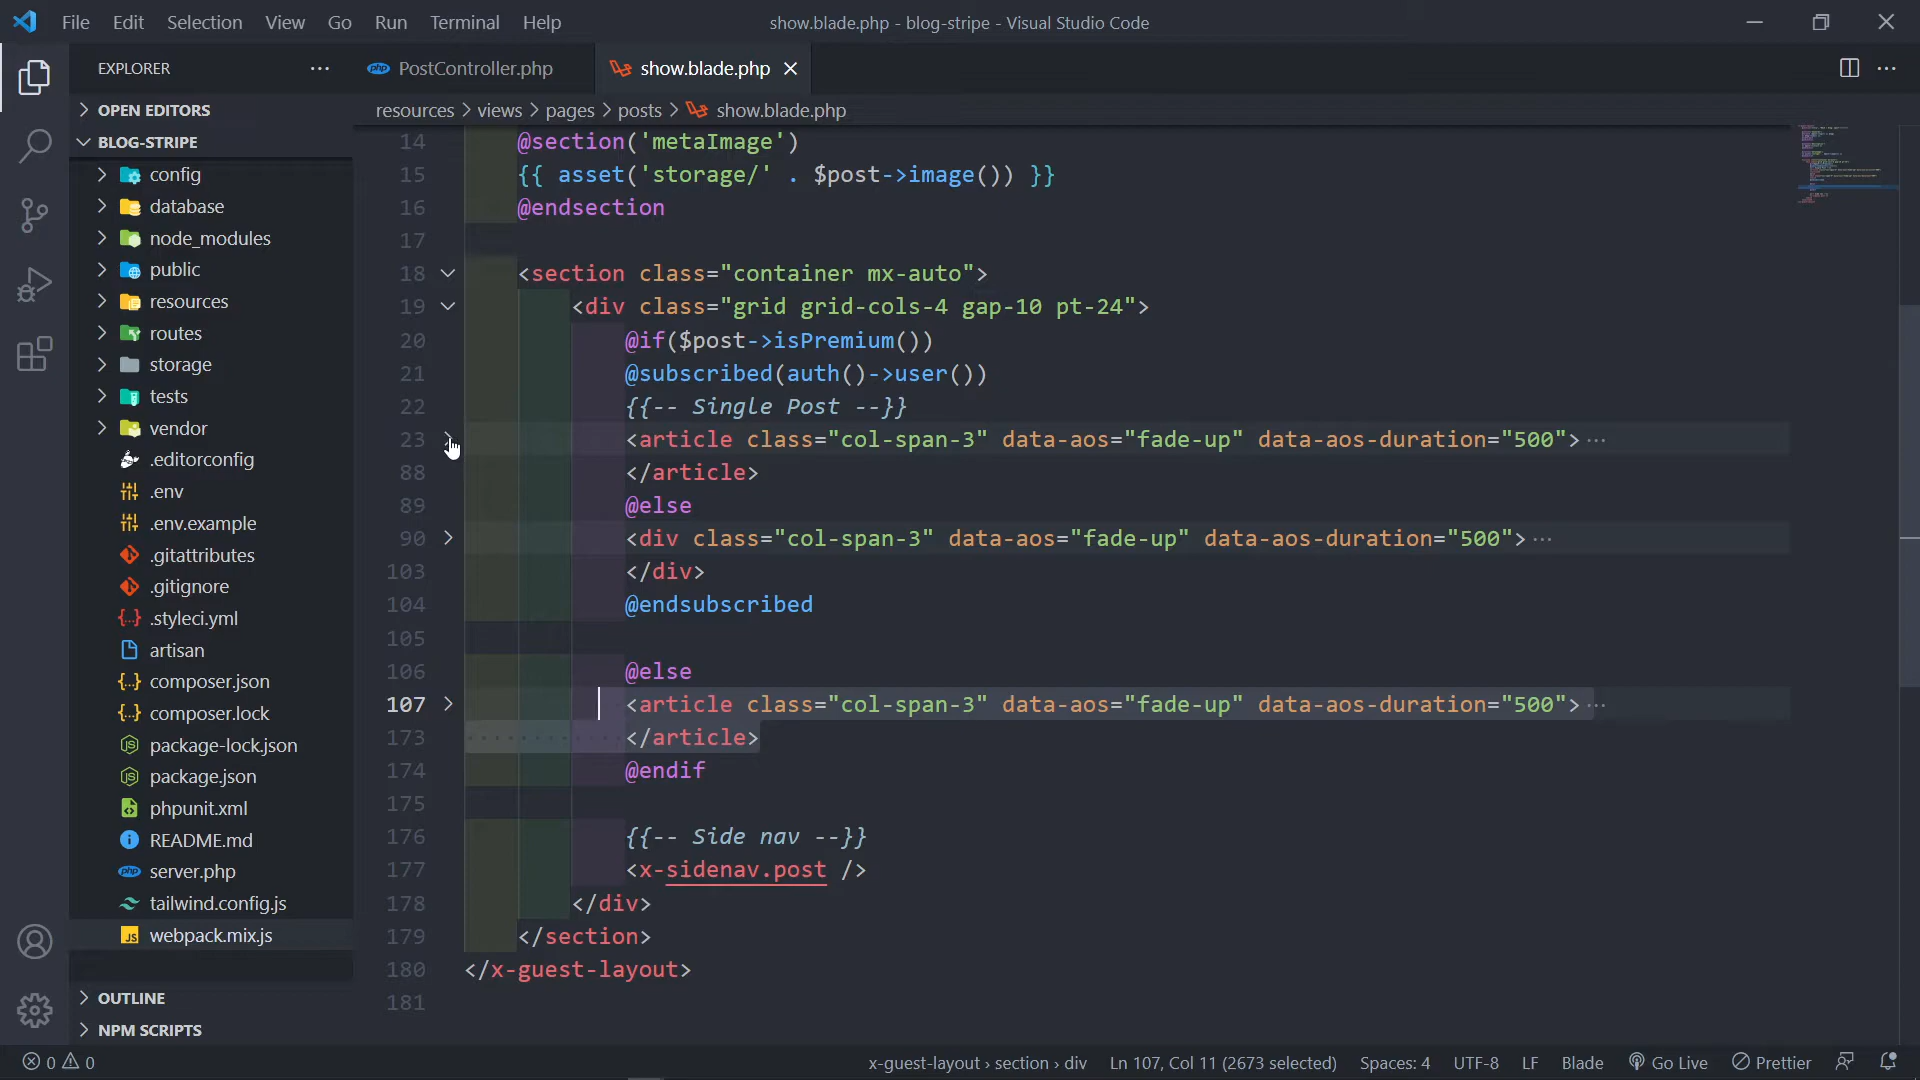 File Edit Selection View Go Run Terminal Help
show.blade.php - blog-stripe - Visual Studio Code
EXPLORER
PostController.php
show.blade.php
OPEN EDITORS
resources > views > pages > posts > show.blade.php
BLOG-STRIPE
config
database
node_modules
public
resources
routes
storage
tests
vendor
.editorconfig
.env
.env.example
.gitattributes
.gitignore
.styleci.yml
artisan
composer.json
composer.lock
package-lock.json
package.json
phpunit.xml
README.md
server.php
tailwind.config.js
webpack.mix.js
OUTLINE
NPM SCRIPTS
14 @section('metaImage')
15 {{ asset('storage/' . $post->image()) }}
16 @endsection
17
18 <section class="container mx-auto">
19 <div class="grid grid-cols-4 gap-10 pt-24">
20 @if($post->isPremium())
21 @subscribed(auth()->user())
22 {{-- Single Post --}}
23 <article class="col-span-3" data-aos="fade-up" data-aos-duration="500">···
88 </article>
89 @else
90 <div class="col-span-3" data-aos="fade-up" data-aos-duration="500">···
103 </div>
104 @endsubscribed
105
106 @else
107 <article class="col-span-3" data-aos="fade-up" data-aos-duration="500">···
173 </article>
174 @endif
175
176 {{-- Side nav --}}
177 <x-sidenav.post />
178 </div>
179 </section>
180 </x-guest-layout>
181
0 0
x-guest-layout › section › div
Ln 107, Col 11 (2673 selected)
Spaces: 4
UTF-8
LF
Blade
Go Live
Prettier